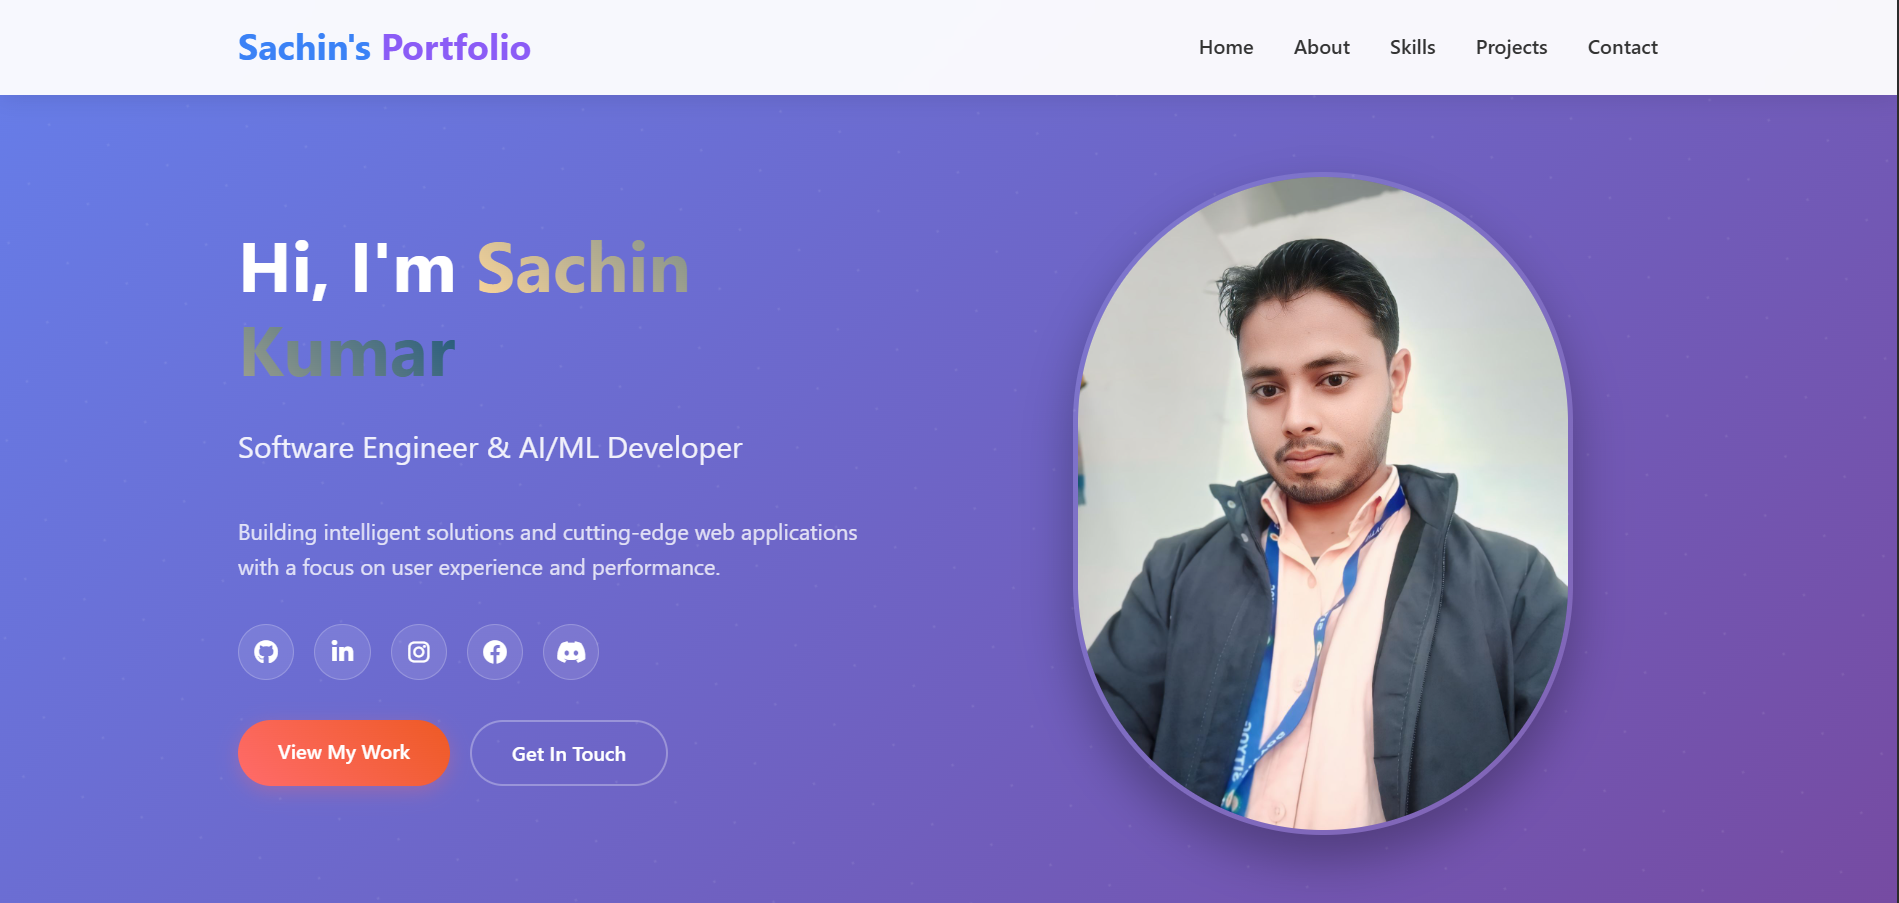 Sachin's Portfolio
Home About Skills Projects Contact
Hi, I'm Sachin
Kumar
Software Engineer & AI/ML Developer
Building intelligent solutions and cutting-edge web applications
with a focus on user experience and performance.
in
View My Work
Get In Touch